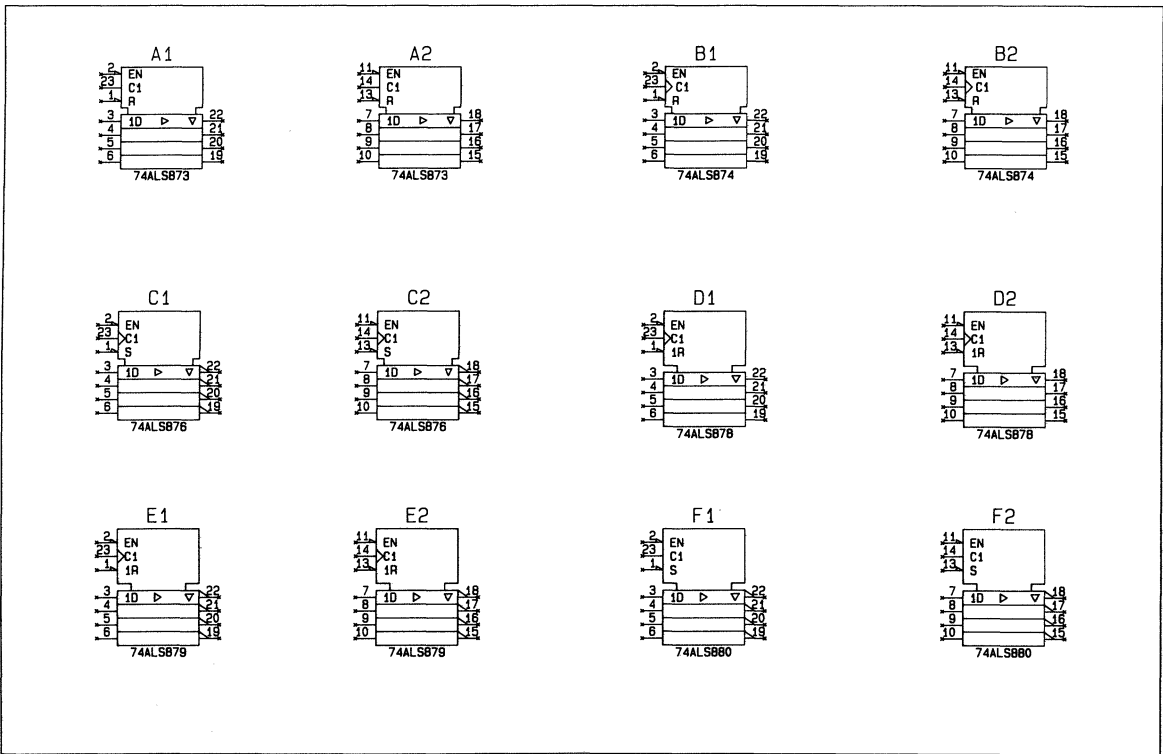 A1
2 EN
23 C1
1 R
3 1D 22
4 21
5 20
6 19
74ALS873
A2
11 EN
14 C1
13 R
7 1D 18
8 17
9 16
10 15
74ALS873
B1
2 EN
23 C1
1 R
3 1D 22
4 21
5 20
6 19
74ALS874
B2
11 EN
14 C1
13 R
7 1D 18
8 17
9 16
10 15
74ALS874
C1
2 EN
23 C1
1 S
3 1D 22
4 21
5 20
6 19
74ALS876
C2
11 EN
14 C1
13 S
7 1D 18
8 17
9 16
10 15
74ALS876
D1
2 EN
23 C1
1 1R
3 1D 22
4 21
5 20
6 19
74ALS878
D2
11 EN
14 C1
13 1R
7 1D 18
8 17
9 16
10 15
74ALS878
E1
2 EN
23 C1
1 1R
3 1D 22
4 21
5 20
6 19
74ALS879
E2
11 EN
14 C1
13 1R
7 1D 18
8 17
9 16
10 15
74ALS879
F1
2 EN
23 C1
1 S
3 1D 22
4 21
5 20
6 19
74ALS880
F2
11 EN
14 C1
13 S
7 1D 18
8 17
9 16
10 15
74ALS880